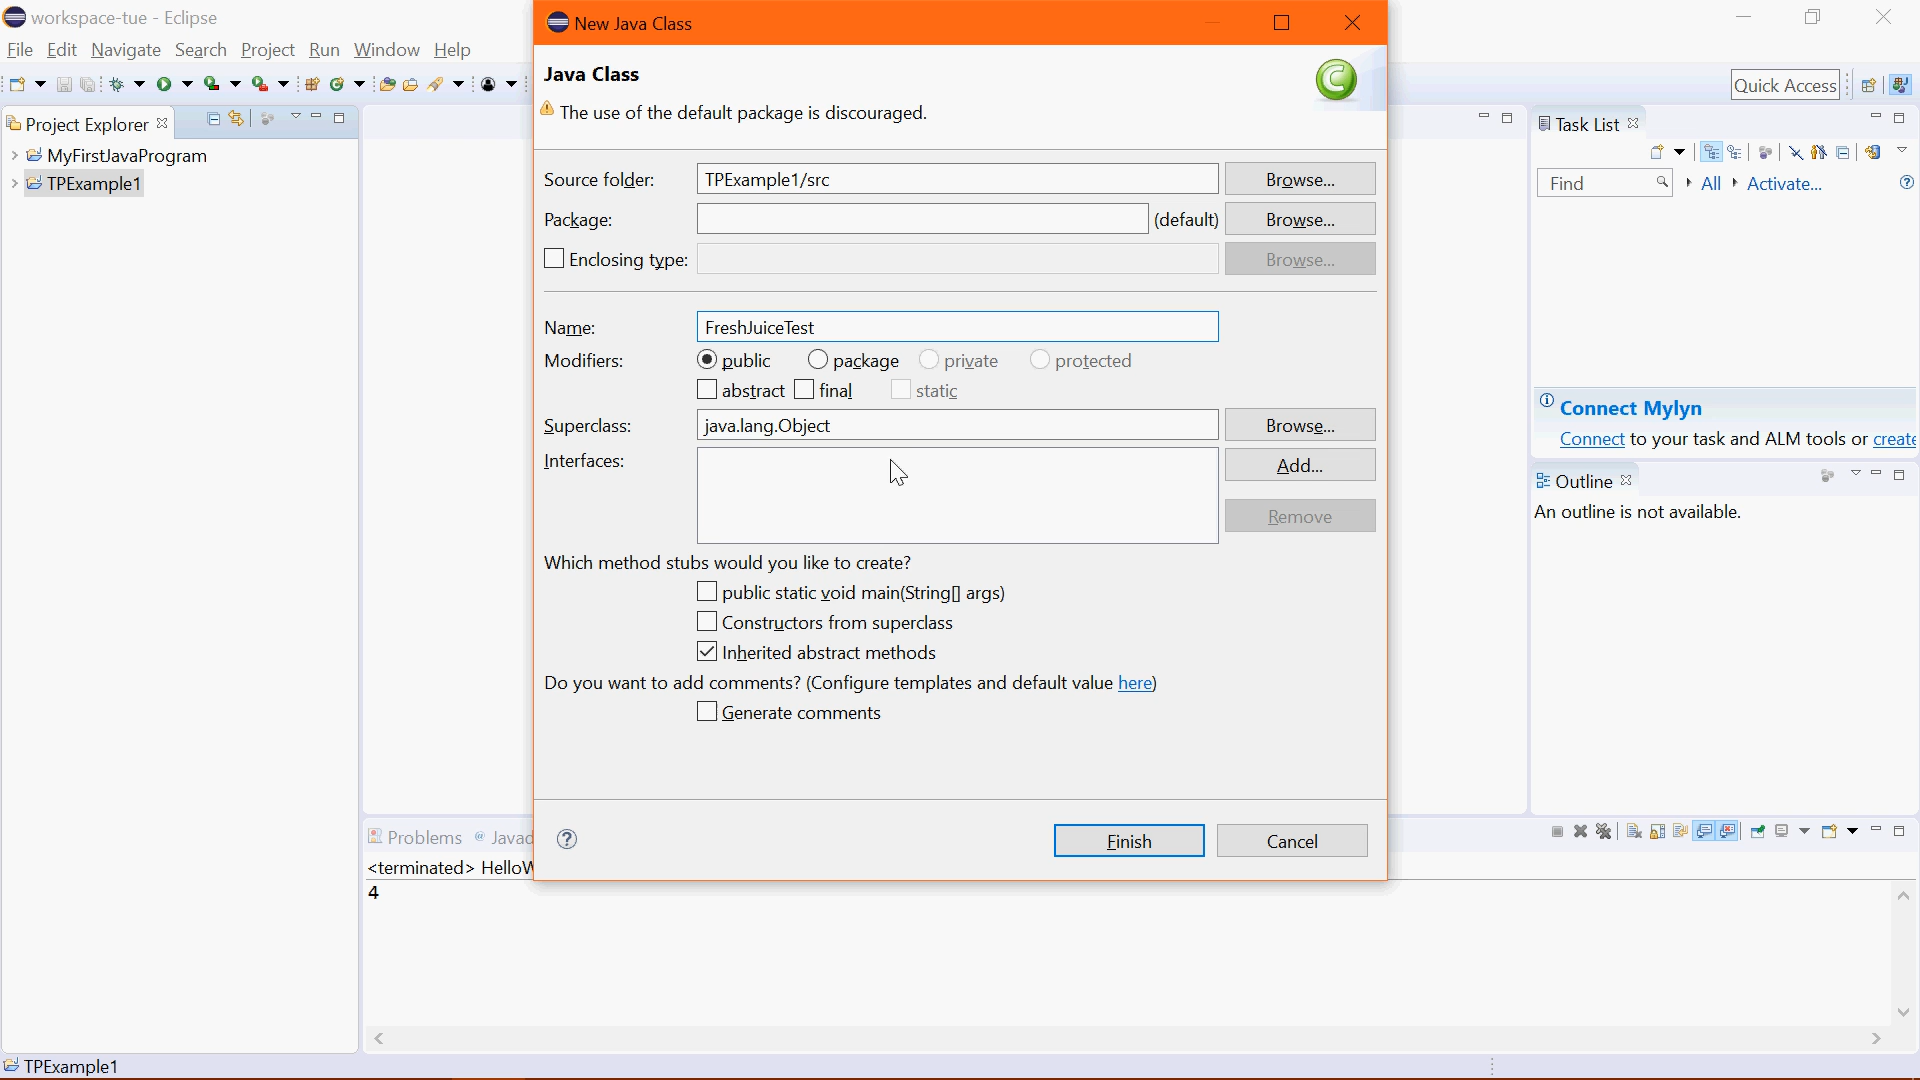 workspace-tue - Eclipse
File Edit Navigate Search Project Run Window Help
Quick Access
Project Explorer
MyFirstJavaProgram
TPExample1
New Java Class
Java Class
The use of the default package is discouraged.
Source folder: TPExample1/src Browse...
Package: (default) Browse...
Enclosing type: Browse...
Name: FreshJuiceTest
Modifiers: public package private protected
abstract final static
Superclass: java.lang.Object Browse...
Interfaces: Add...
Remove
Which method stubs would you like to create?
public static void main(String[] args)
Constructors from superclass
Inherited abstract methods
Do you want to add comments? (Configure templates and default value here)
Generate comments
Finish Cancel
Task List
Find All Activate...
Connect Mylyn
Connect to your task and ALM tools or create
Outline
An outline is not available.
Problems @ Javad
<terminated> HelloW
4
TPExample1